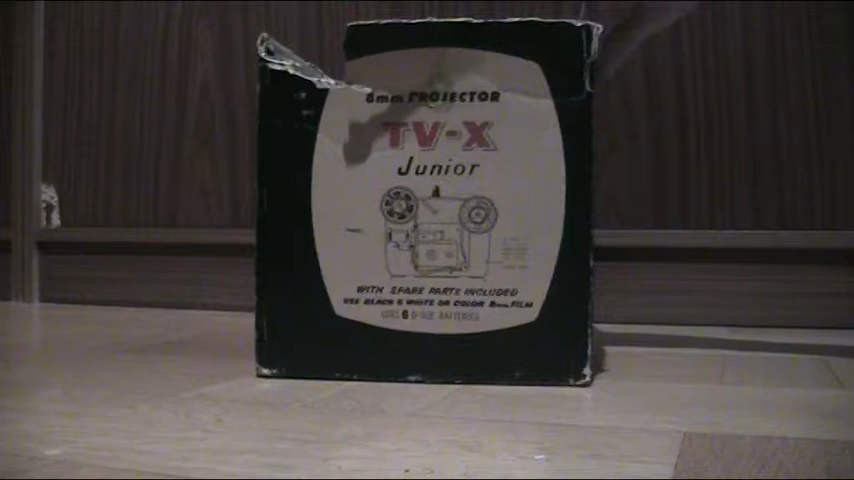 8mm PROJECTOR
TV-X
Junior
WITH SPARE PARTS INCLUDED
USE BLACK & WHITE OR COLOR 8mm FILM
USES 6 D-SIZE BATTERIES